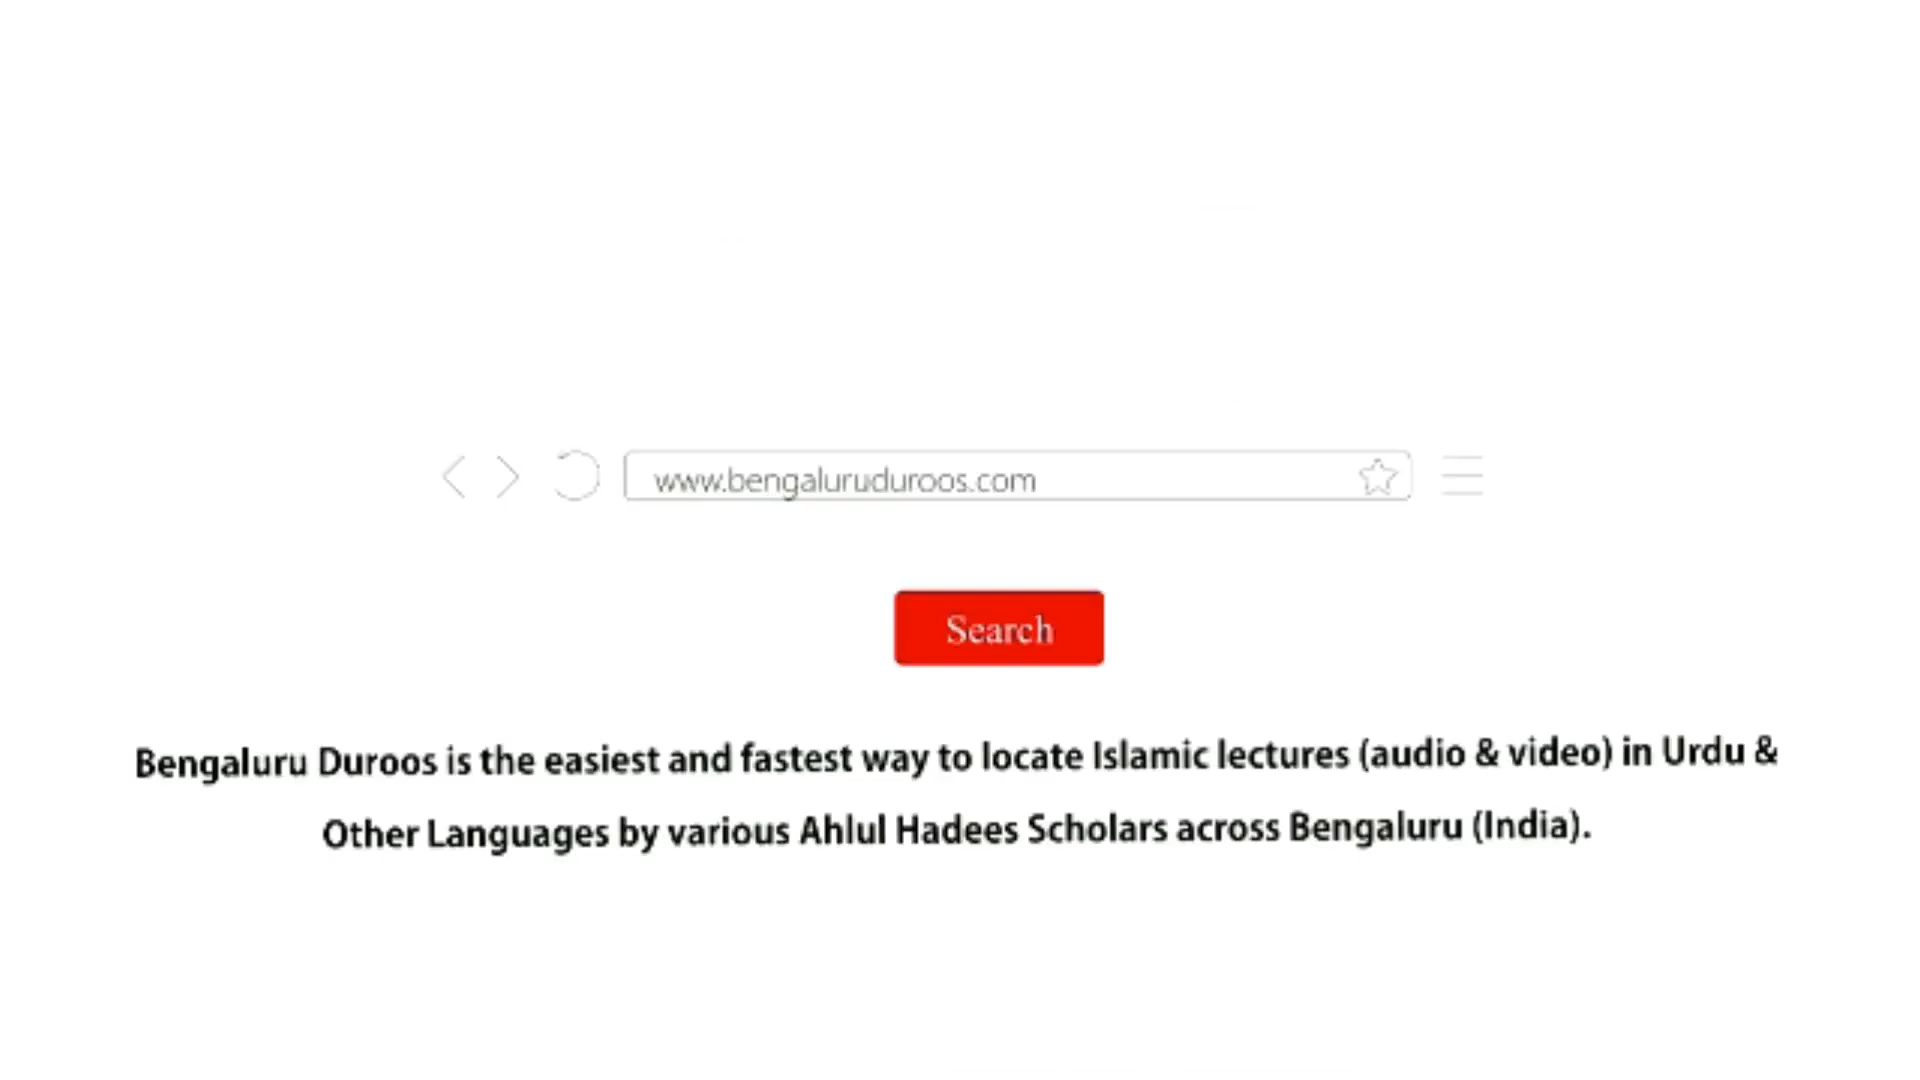 www.bengaluruduroos.com
Search
Bengaluru Duroos is the easiest and fastest way to locate Islamic lectures (audio & video) in Urdu &
Other Languages by various Ahlul Hadees Scholars across Bengaluru (India).